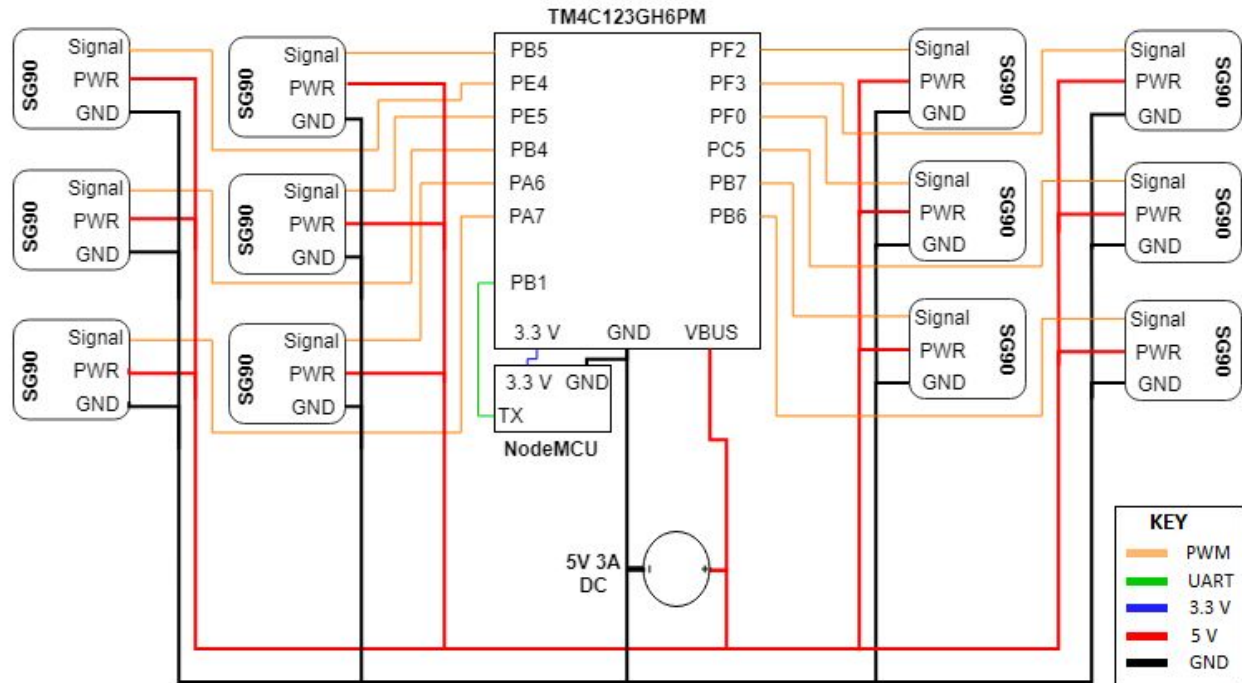 TM4C123GH6PM
SG90
Signal
PWR
GND
SG90
Signal
PWR
GND
SG90
Signal
PWR
GND
SG90
Signal
PWR
GND
SG90
Signal
PWR
GND
SG90
Signal
PWR
GND
PB5
PE4
PE5
PB4
PA6
PA7
PB1
PF2
PF3
PF0
PC5
PB7
PB6
3.3 V
GND
VBUS
3.3 V
GND
TX
NodeMCU
5V 3A
DC
-
+
Signal
PWR
GND
SG90
Signal
PWR
GND
SG90
Signal
PWR
GND
SG90
Signal
PWR
GND
SG90
Signal
PWR
GND
SG90
Signal
PWR
GND
SG90
KEY
PWM
UART
3.3 V
5 V
GND